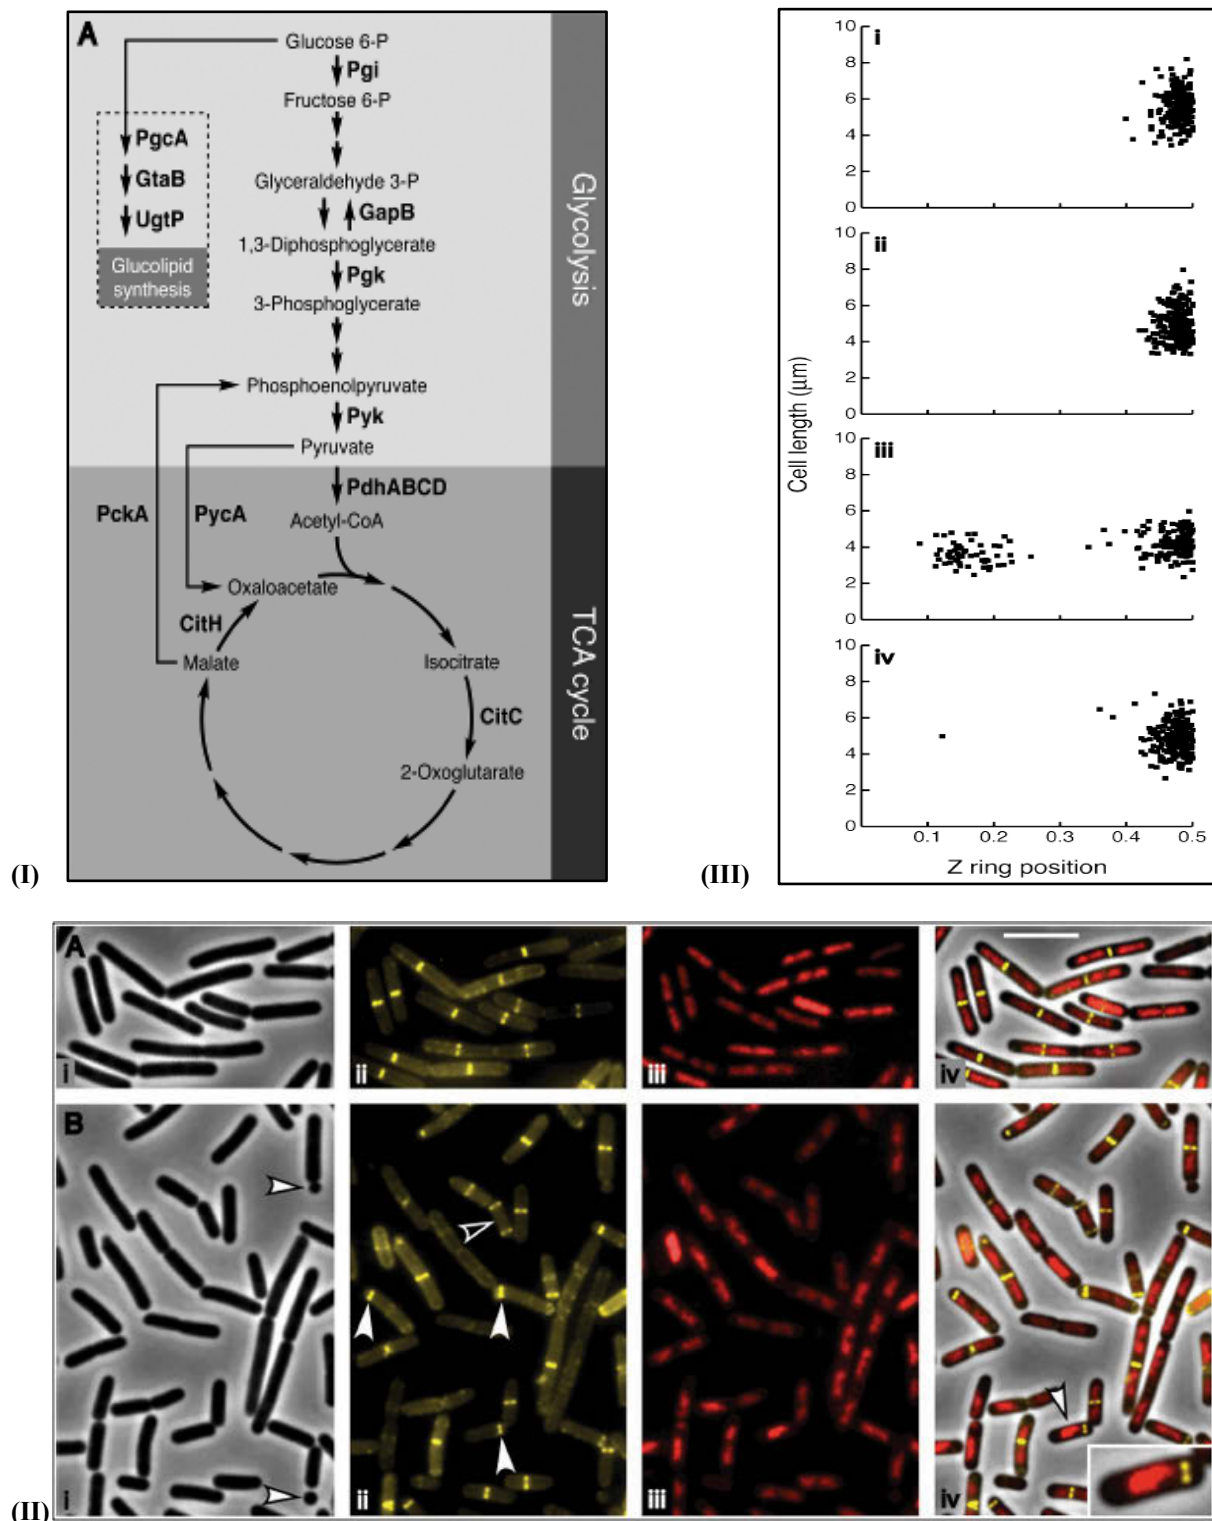 A
Glucose 6-P
Pgi
Fructose 6-P
PgcA
GtaB
UgtP
Glucolipid
synthesis
Glyceraldehyde 3-P
GapB
1,3-Diphosphoglycerate
Pgk
3-Phosphoglycerate
Phosphoenolpyruvate
Pyk
Pyruvate
Glycolysis
PckA
PycA
PdhABCD
Acetyl-CoA
Oxaloacetate
CitH
Malate
Isocitrate
CitC
2-Oxoglutarate
TCA cycle
(I)
i
10
8
6
4
2
0
ii
10
8
6
4
2
0
Cell length (µm)
iii
10
8
6
4
2
0
iv
10
8
6
4
2
0
0.1 0.2 0.3 0.4 0.5
Z ring position
(III)
A
i
ii
iii
iv
B
i
ii
iii
iv
(II)